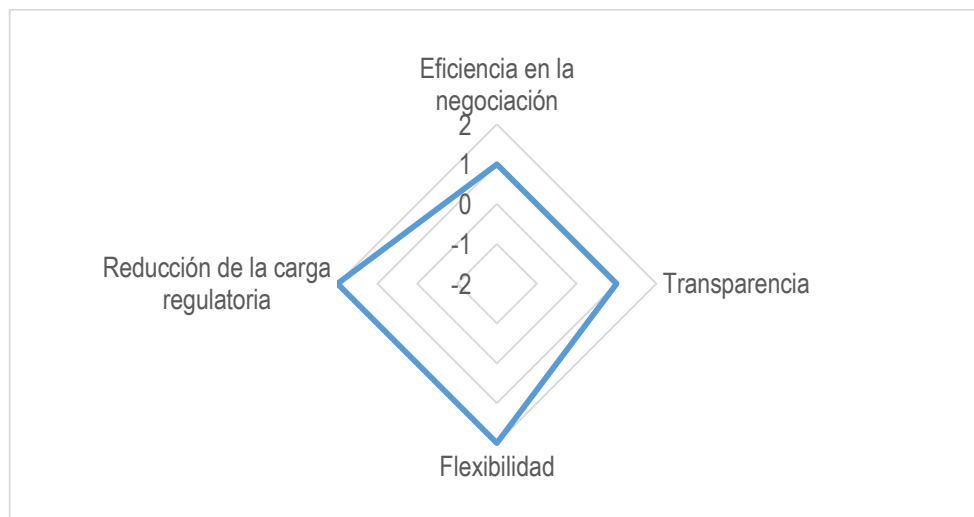 Eficiencia en la
negociación
2
1
0
-1
-2
Reducción de la carga
regulatoria
Transparencia
Flexibilidad